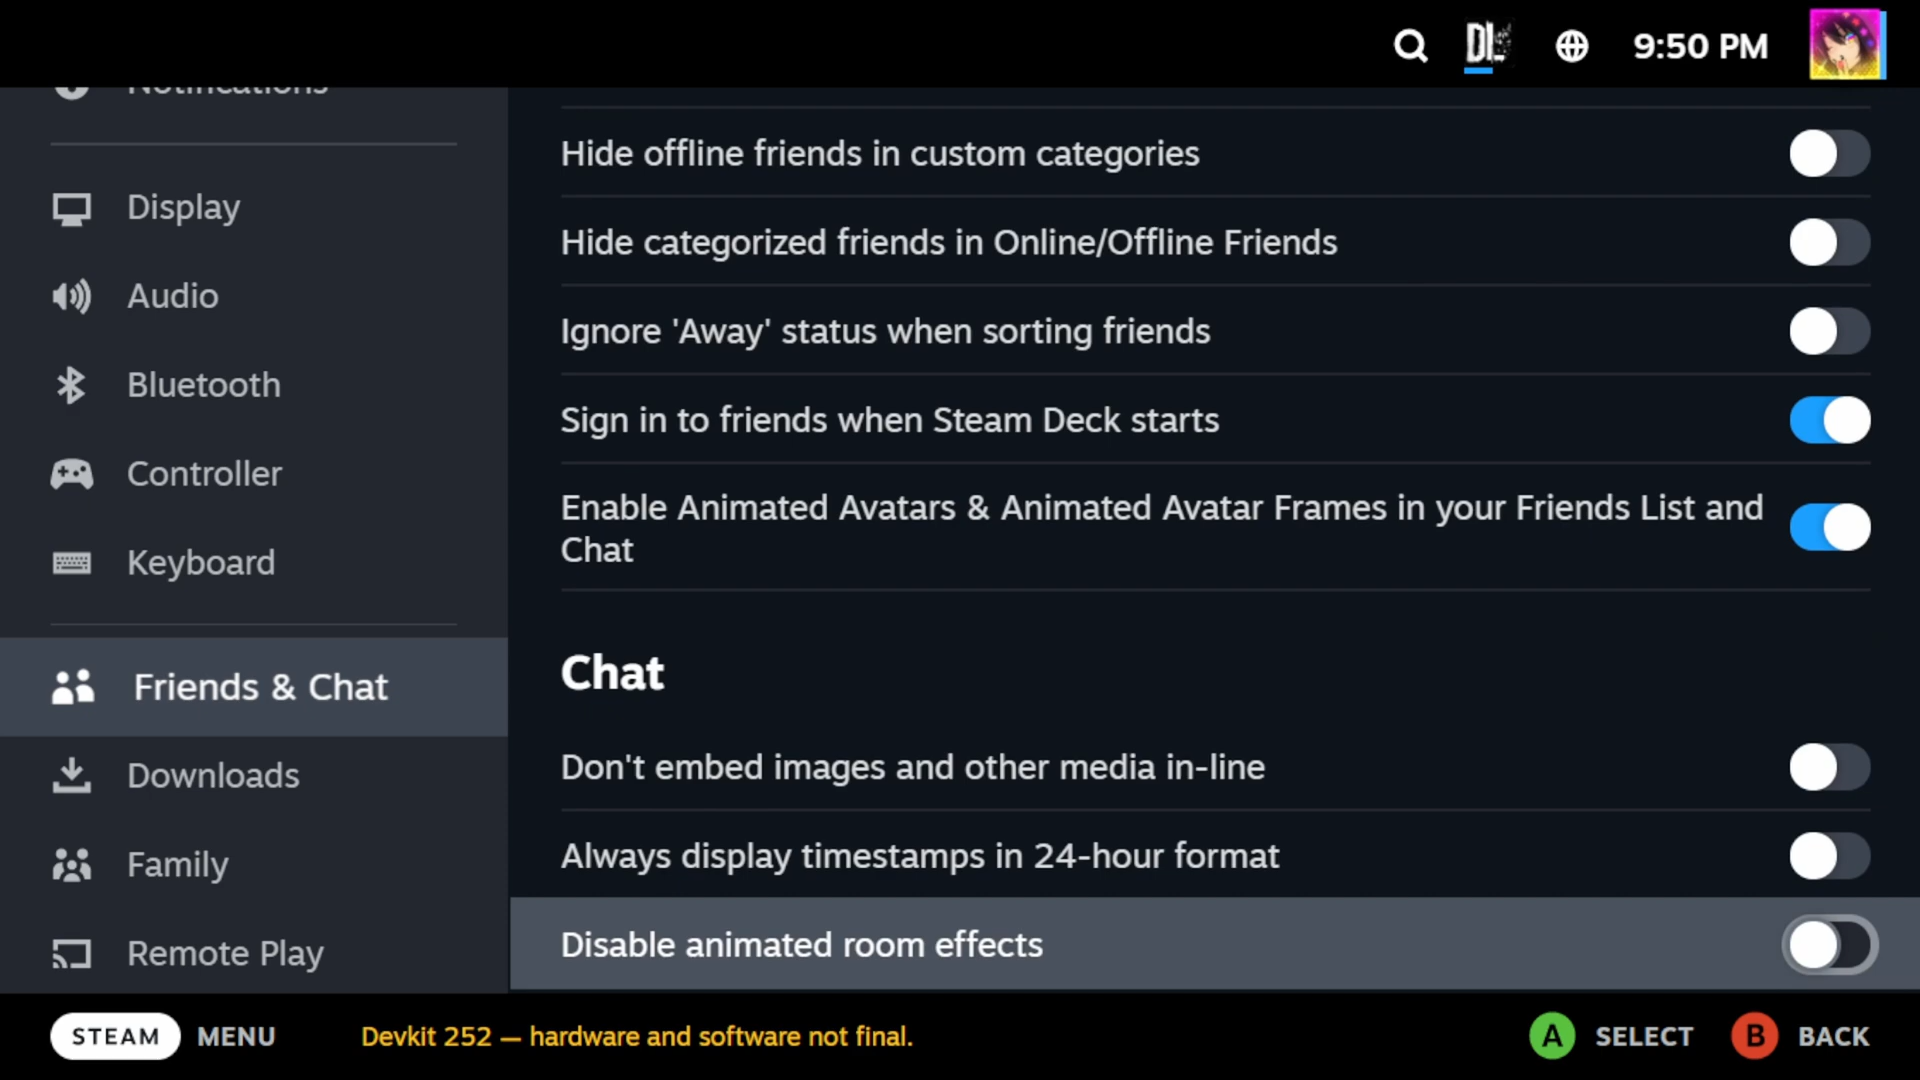 9:50 PM
Notifications
Display
Audio
Bluetooth
Controller
Keyboard
Friends & Chat
Downloads
Family
Remote Play
Hide offline friends in custom categories
Hide categorized friends in Online/Offline Friends
Ignore 'Away' status when sorting friends
Sign in to friends when Steam Deck starts
Enable Animated Avatars & Animated Avatar Frames in your Friends List and
Chat
Chat
Don't embed images and other media in-line
Always display timestamps in 24-hour format
Disable animated room effects
STEAM MENU
Devkit 252 — hardware and software not final.
A SELECT
B BACK